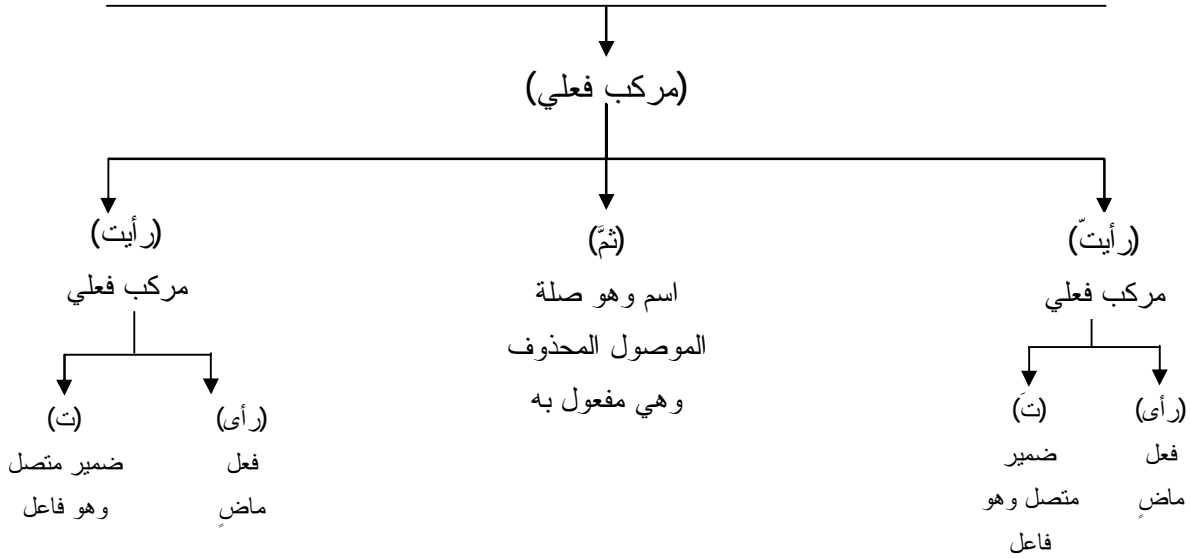 (مركب فعلي)
(رأيتّ)
مركب فعلي
(رأى)
فعل
ماضٍ
(تَ)
ضمير
متصل وهو
فاعل
(ثمَّ)
اسم وهو صلة
الموصول المحذوف
وهي مفعول به
(رأيت)
مركب فعلي
(رأى)
فعل
ماضٍ
(ت)
ضمير متصل
وهو فاعل